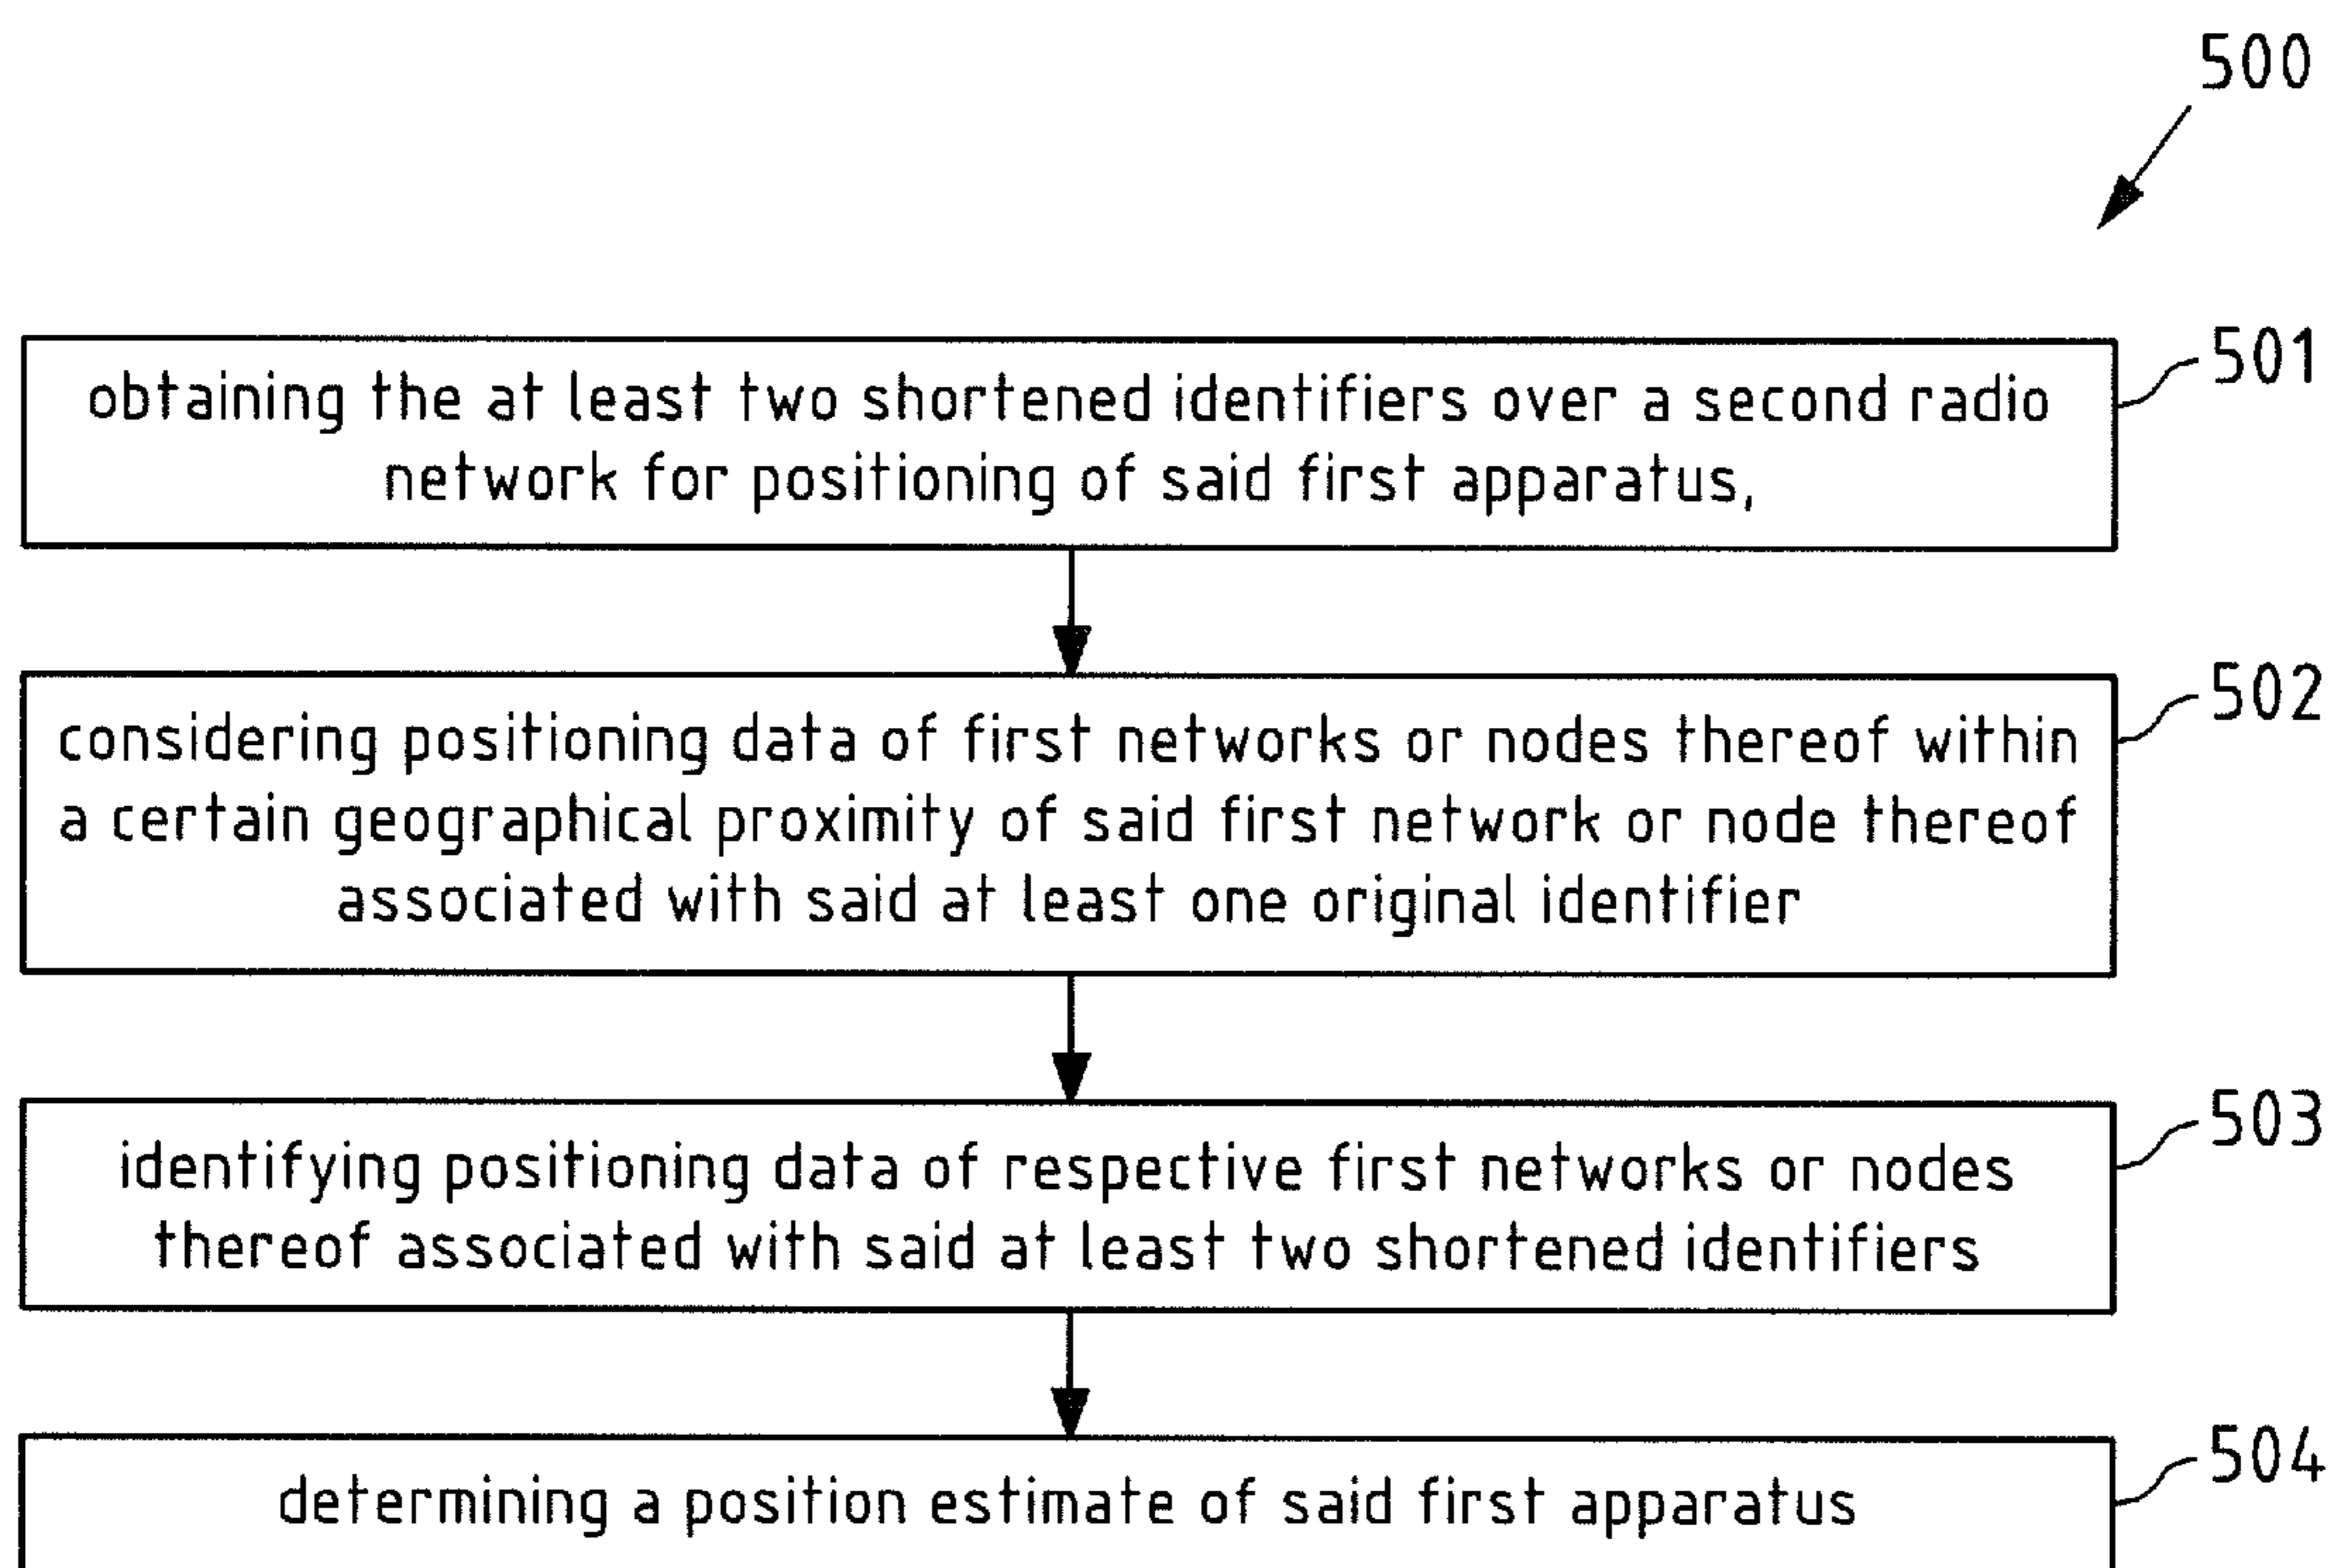 500
501
obtaining the at least two shortened identifiers over a second radio
network for positioning of said first apparatus,
502
considering positioning data of first networks or nodes thereof within
a certain geographical proximity of said first network or node thereof
associated with said at least one original identifier
503
identifying positioning data of respective first networks or nodes
thereof associated with said at least two shortened identifiers
504
determining a position estimate of said first apparatus